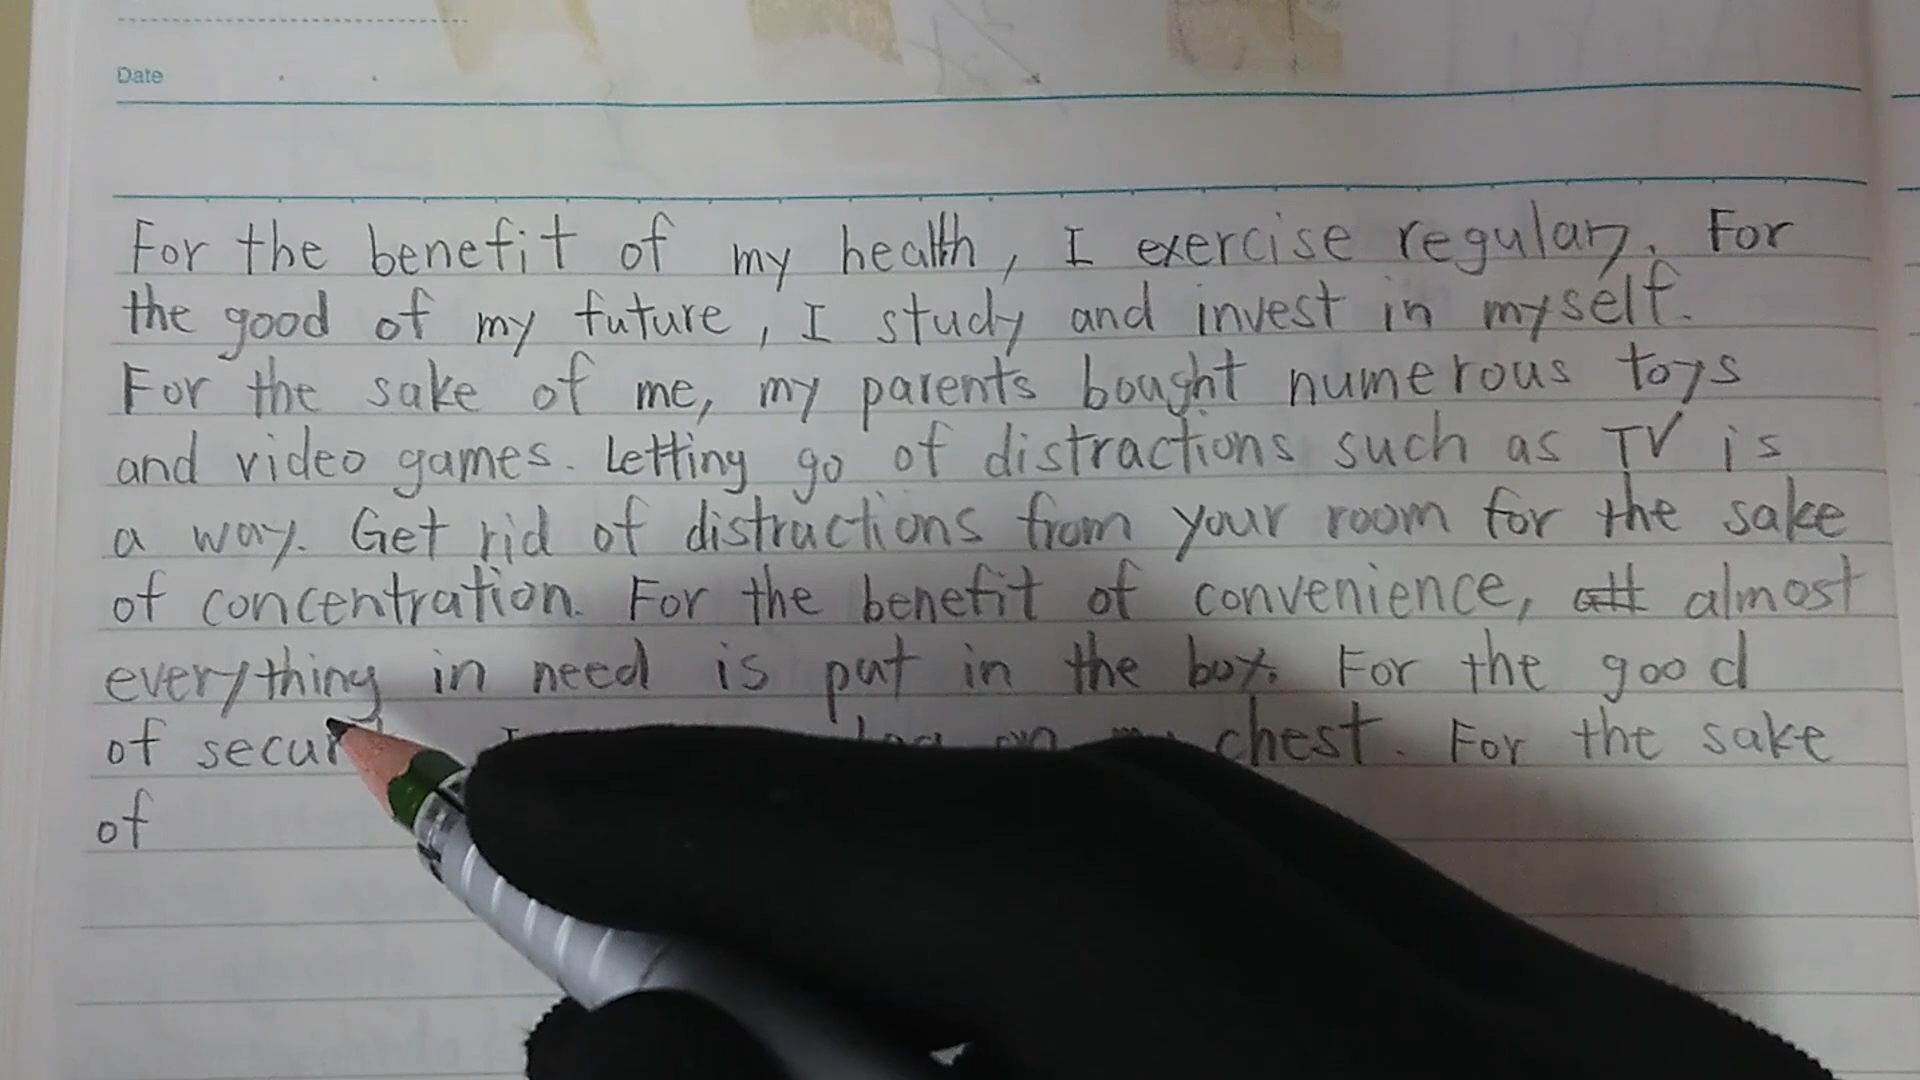 Date
For the benefit of my health, I exercise regulary. For
the good of my future, I study and invest in myself.
For the sake of me, my parents bought numerous toys
and video games. Letting go of distractions such as TV is
a way. Get rid of distractions from your room for the sake
of concentration. For the benefit of convenience, almost
everything in need is put in the box. For the good
of I chest. For the sake
of